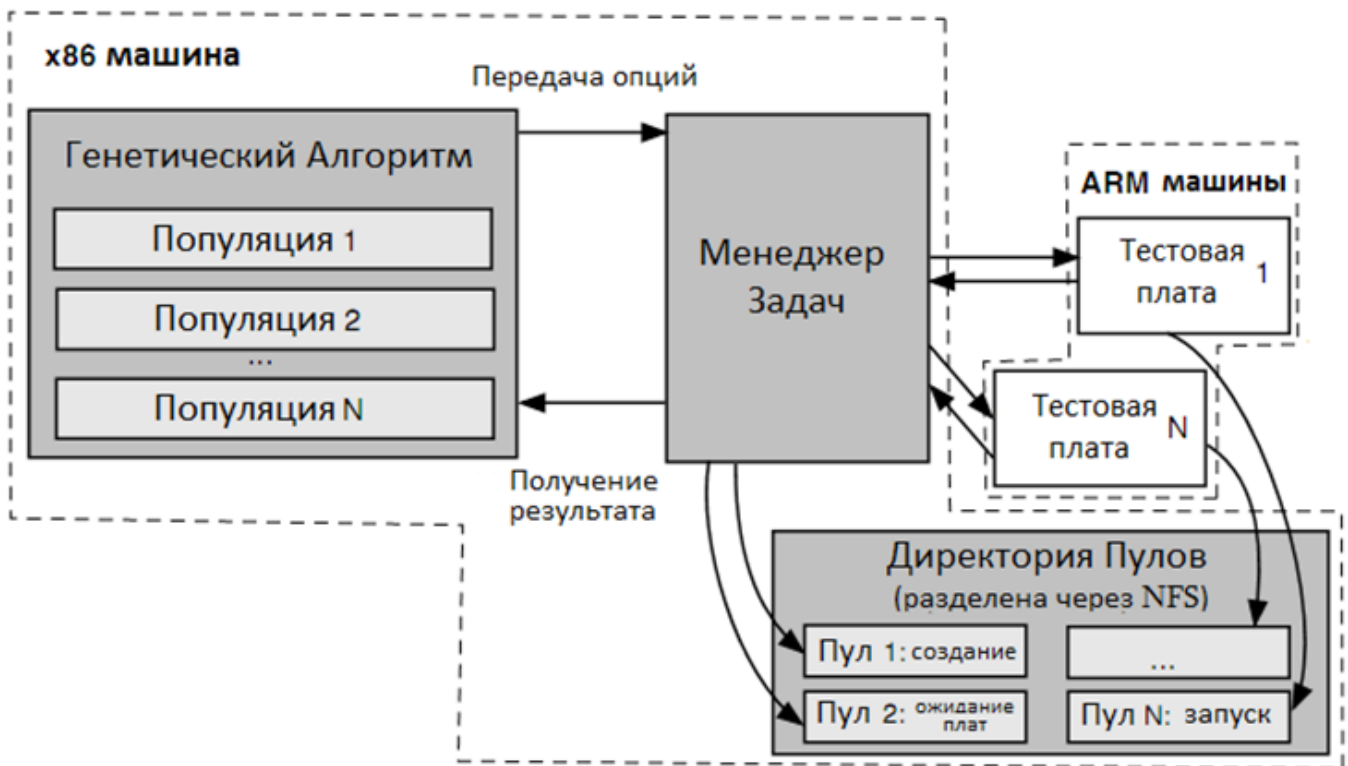 x86 машина
Передача опций
Генетический Алгоритм
Популяция 1
Популяция 2
...
Популяция N
Получение
результата
Менеджер
Задач
ARM машины
Тестовая
плата 1
Тестовая
плата N
Директория Пулов
(разделена через NFS)
Пул 1: создание
...
Пул 2: ожидание
плат
Пул N: запуск